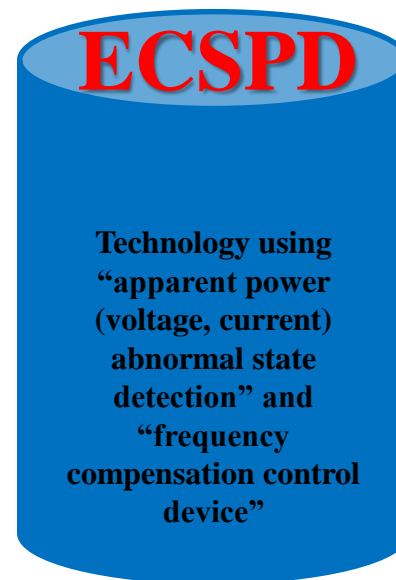 ECSPD
Technology using
“apparent power
(voltage, current)
abnormal state
detection” and
“frequency
compensation control
device”